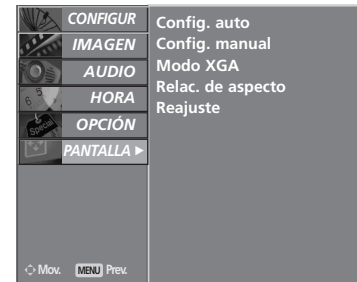 CONFIGUR
IMAGEN
AUDIO
HORA
OPCIÓN
PANTALLA ►
Config. auto
Config. manual
Modo XGA
Relac. de aspecto
Reajuste
Mov. MENU Prev.